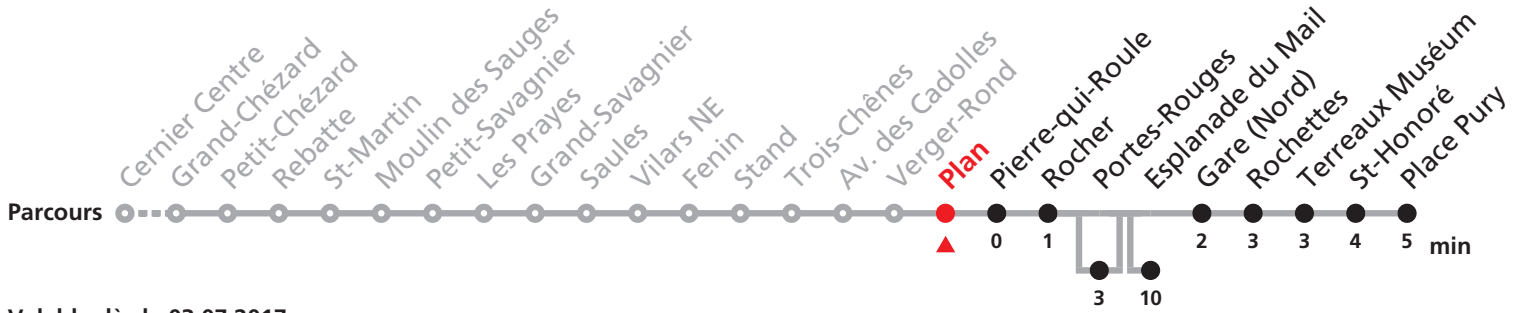 Cernier Centre
Grand-Chézard
Petit-Chézard
Rebatte
St-Martin
Moulin des Sauges
Petit-Savagnier
Les Prayes
Grand-Savagnier
Saules
Vilars NE
Fenin
Stand
Trois-Chênes
Av. des Cadolles
Verger-Rond
Plan
Pierre-qui-Roule
Rocher
Portes-Rouges
Esplanade du Mail
Gare (Nord)
Rochettes
Terreaux Muséum
St-Honoré
Place Pury
Parcours
0 1 2 3 3 4 5 min
3 10